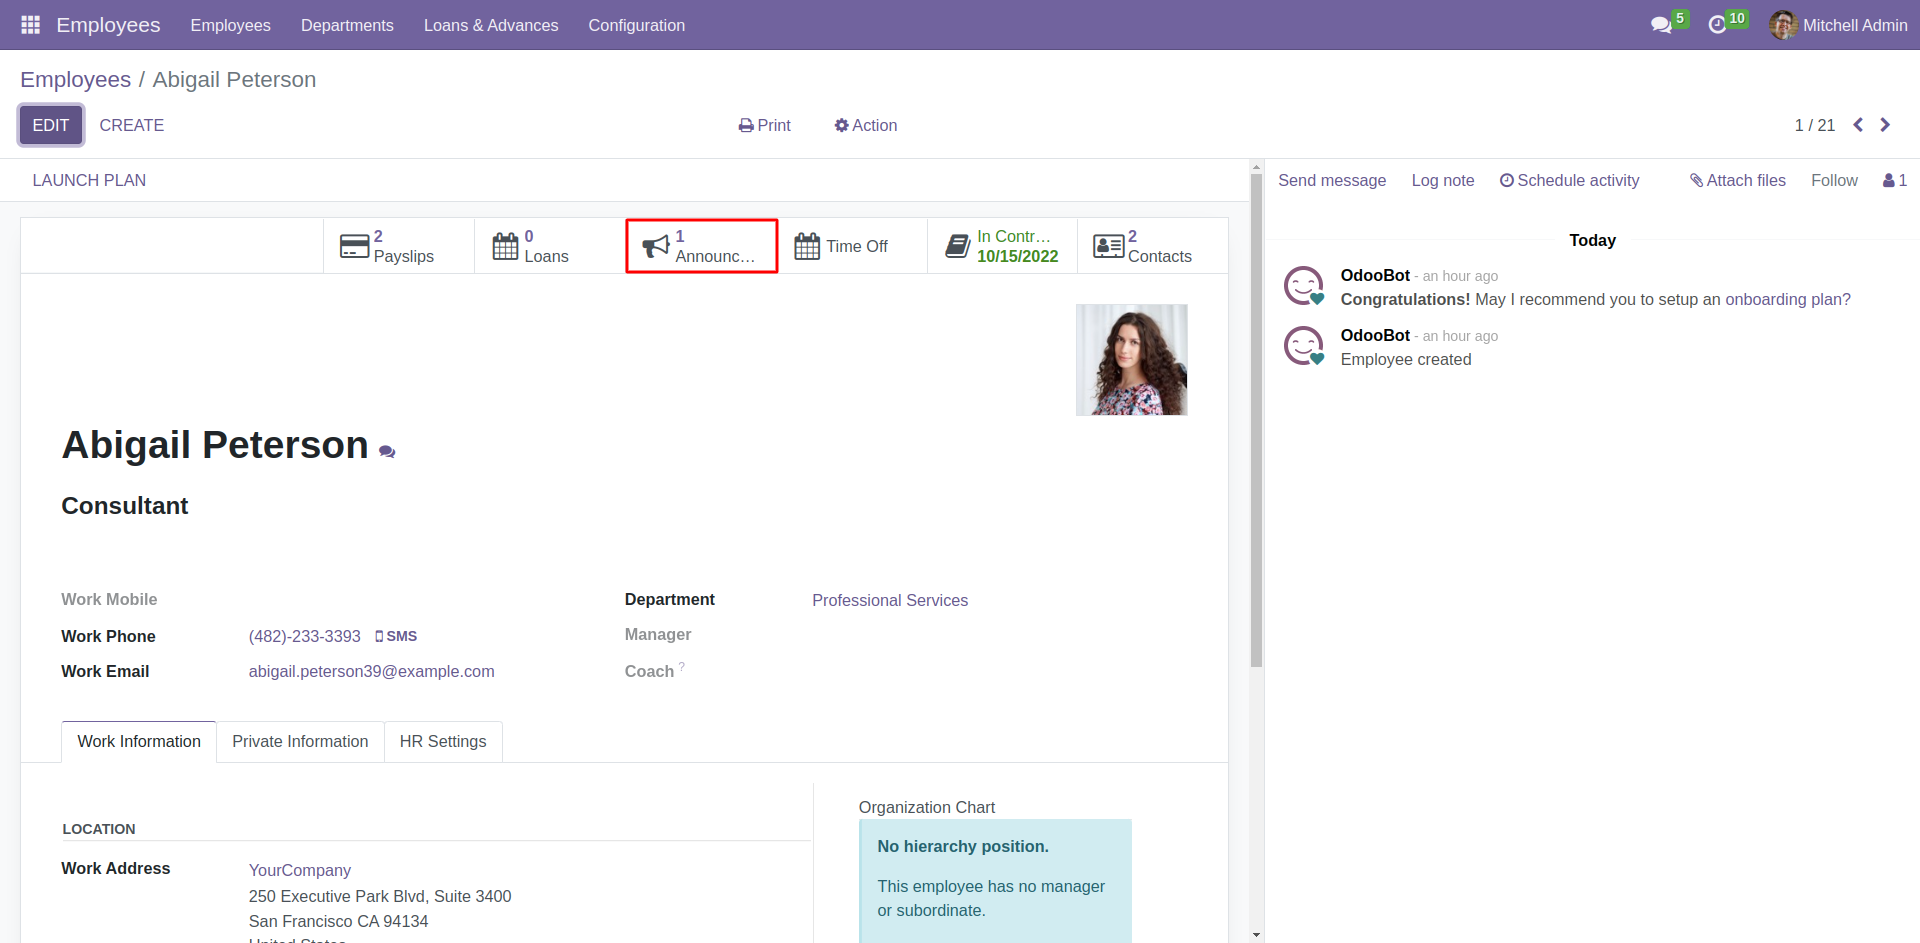 Employees Employees Departments Loans & Advances Configuration 5 10 Mitchell Admin
Employees / Abigail Peterson
EDIT CREATE Print Action 1 / 21
LAUNCH PLAN
2 Payslips
0 Loans
1 Announc...
Time Off
In Contr...
10/15/2022
2 Contacts
Abigail Peterson
Consultant
Work Mobile
Work Phone (482)-233-3393 SMS
Work Email abigail.peterson39@example.com
Department Professional Services
Manager
Coach ?
Work Information Private Information HR Settings
LOCATION
Work Address YourCompany
250 Executive Park Blvd, Suite 3400
San Francisco CA 94134
United States
Organization Chart
No hierarchy position.
This employee has no manager
or subordinate.
Send message Log note Schedule activity Attach files Follow 1
Today
OdooBot - an hour ago
Congratulations! May I recommend you to setup an onboarding plan?
OdooBot - an hour ago
Employee created